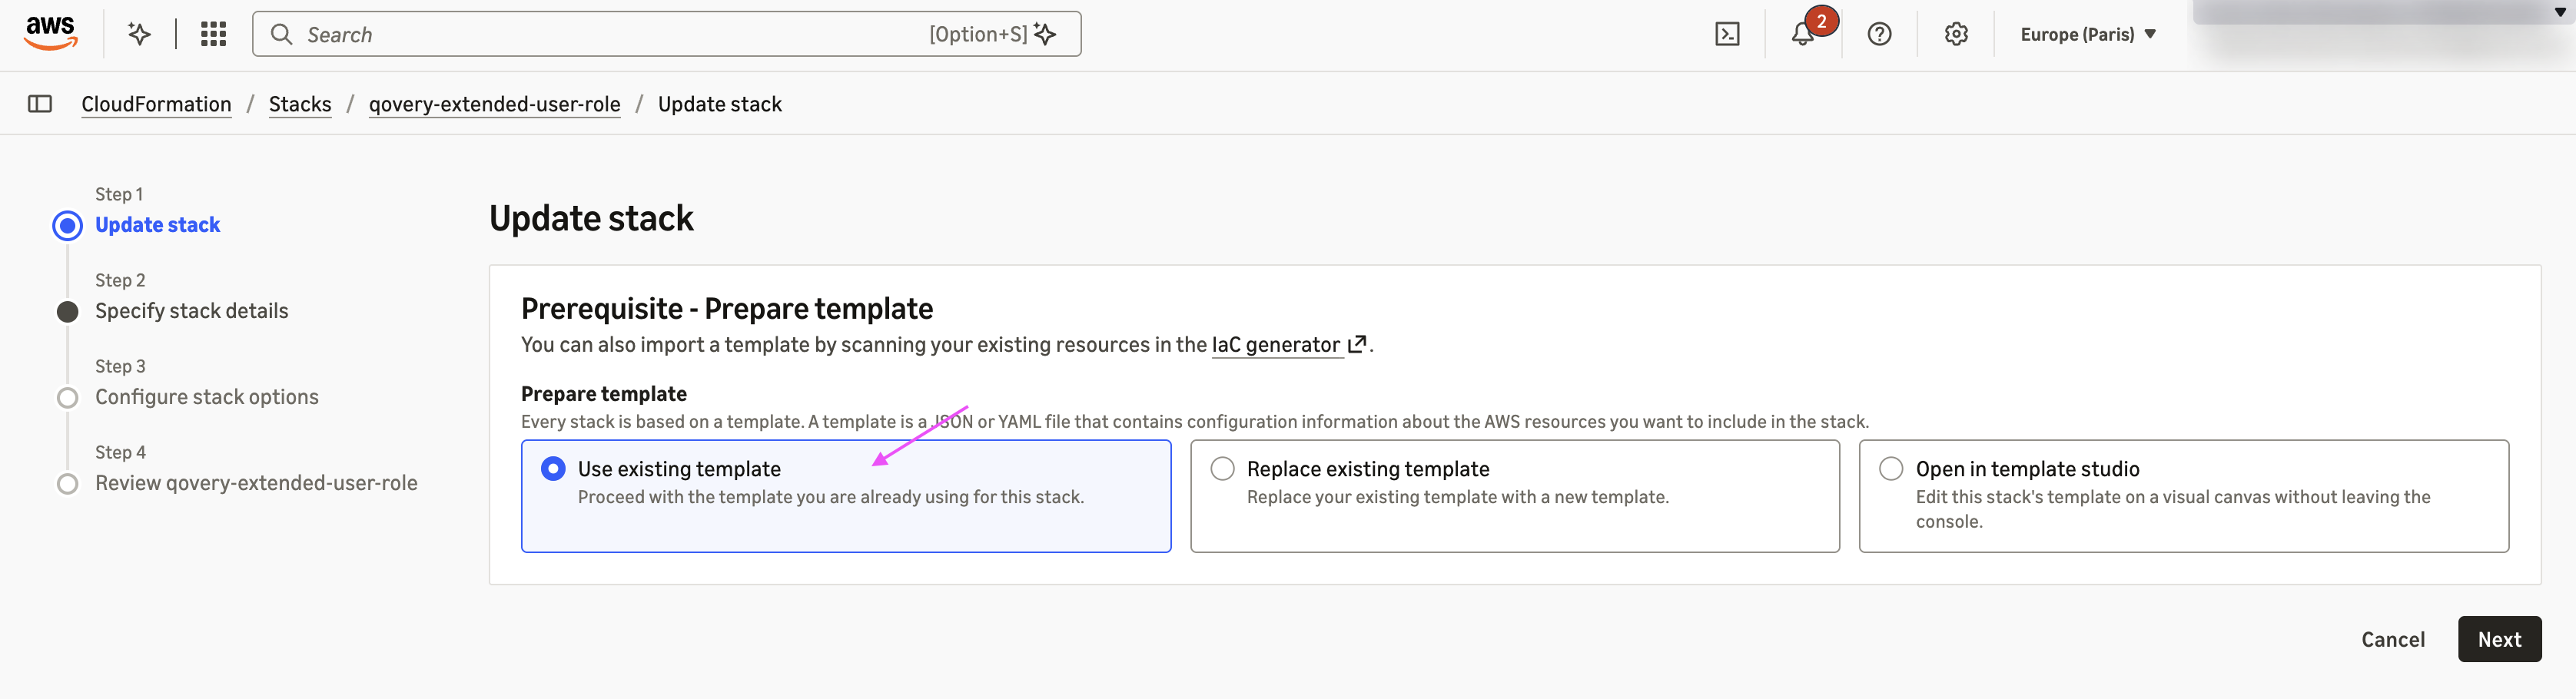 aws
Search [Option+S]
2
Europe (Paris)
CloudFormation / Stacks / qovery-extended-user-role / Update stack
Step 1
Update stack
Step 2
Specify stack details
Step 3
Configure stack options
Step 4
Review qovery-extended-user-role
Update stack
Prerequisite - Prepare template
You can also import a template by scanning your existing resources in the IaC generator.
Prepare template
Every stack is based on a template. A template is a JSON or YAML file that contains configuration information about the AWS resources you want to include in the stack.
Use existing template
Proceed with the template you are already using for this stack.
Replace existing template
Replace your existing template with a new template.
Open in template studio
Edit this stack's template on a visual canvas without leaving the
console.
Cancel
Next